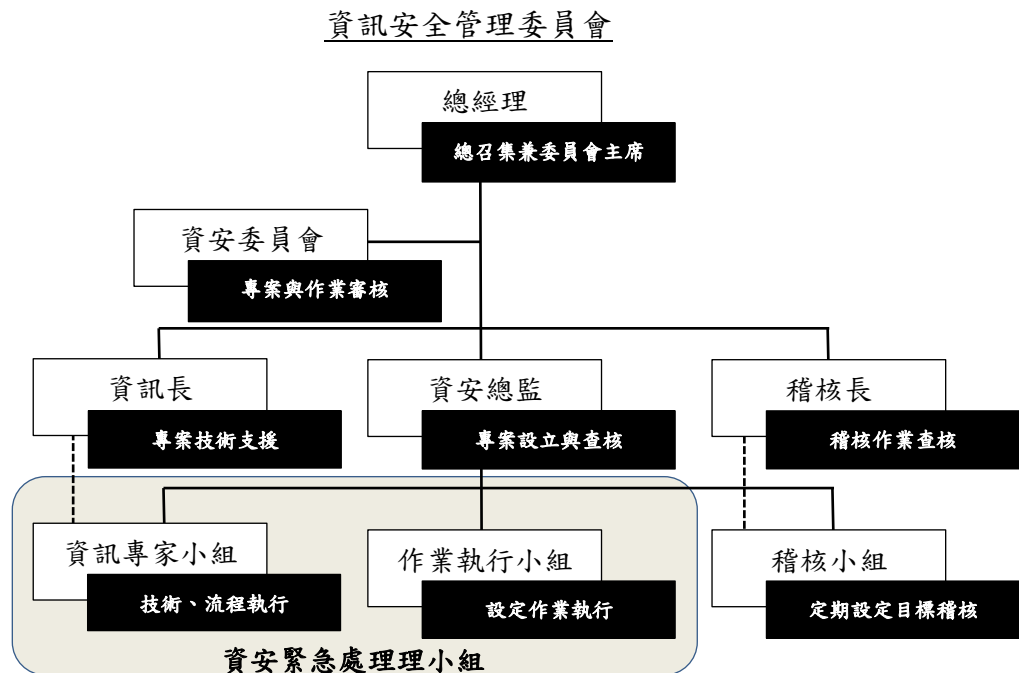 資訊安全管理委員會
總經理
總召集兼委員會主席
資安委員會
專案與作業審核
資訊長
專案技術支援
資安總監
專案設立與查核
稽核長
稽核作業查核
資訊專家小組
技術、流程執行
作業執行小組
設定作業執行
稽核小組
定期設定目標稽核
資安緊急處理理小組